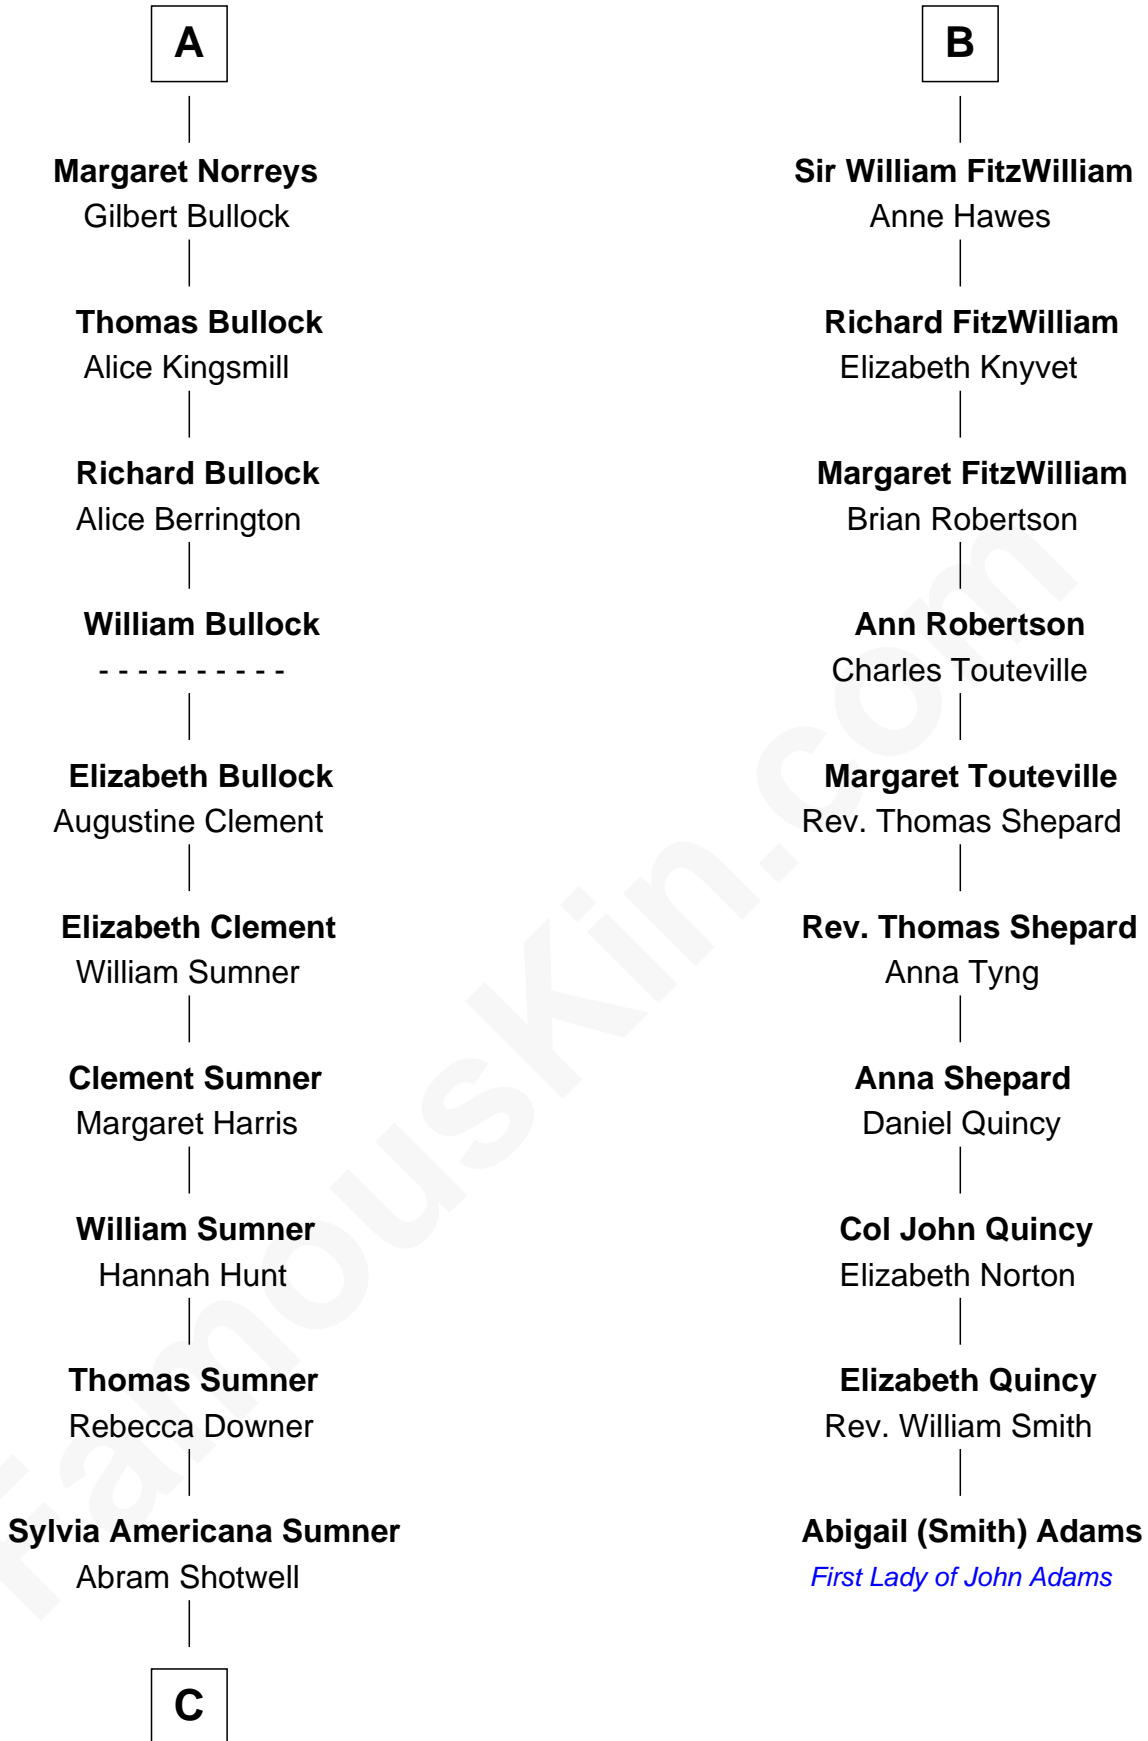 A
Margaret Norreys
Gilbert Bullock
Thomas Bullock
Alice Kingsmill
Richard Bullock
Alice Berrington
William Bullock
- - - - - - - - - -
Elizabeth Bullock
Augustine Clement
Elizabeth Clement
William Sumner
Clement Sumner
Margaret Harris
William Sumner
Hannah Hunt
Thomas Sumner
Rebecca Downer
Sylvia Americana Sumner
Abram Shotwell
C
B
Sir William FitzWilliam
Anne Hawes
Richard FitzWilliam
Elizabeth Knyvet
Margaret FitzWilliam
Brian Robertson
Ann Robertson
Charles Touteville
Margaret Touteville
Rev. Thomas Shepard
Rev. Thomas Shepard
Anna Tyng
Anna Shepard
Daniel Quincy
Col John Quincy
Elizabeth Norton
Elizabeth Quincy
Rev. William Smith
Abigail (Smith) Adams
First Lady of John Adams
FamousKin.com